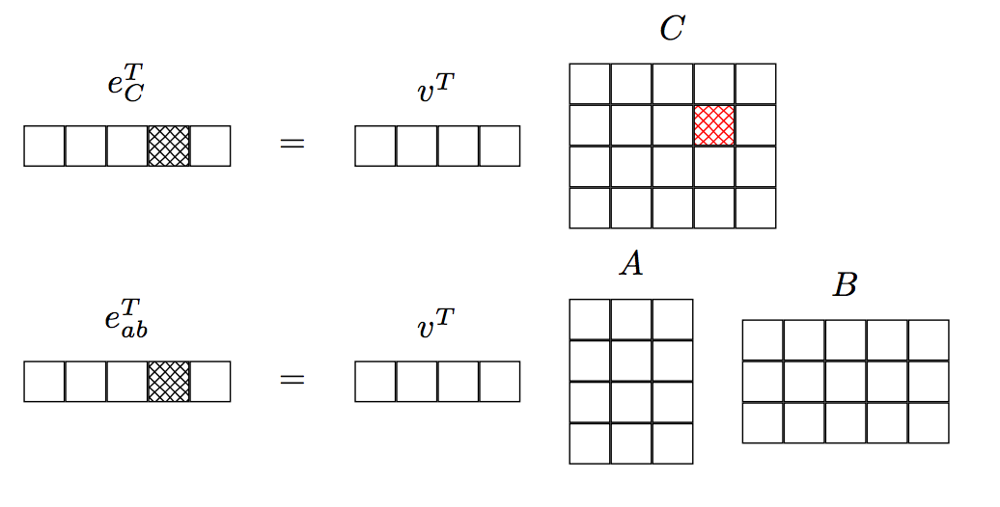 C
e_C^T = v^T
A
B
e_{ab}^T = v^T